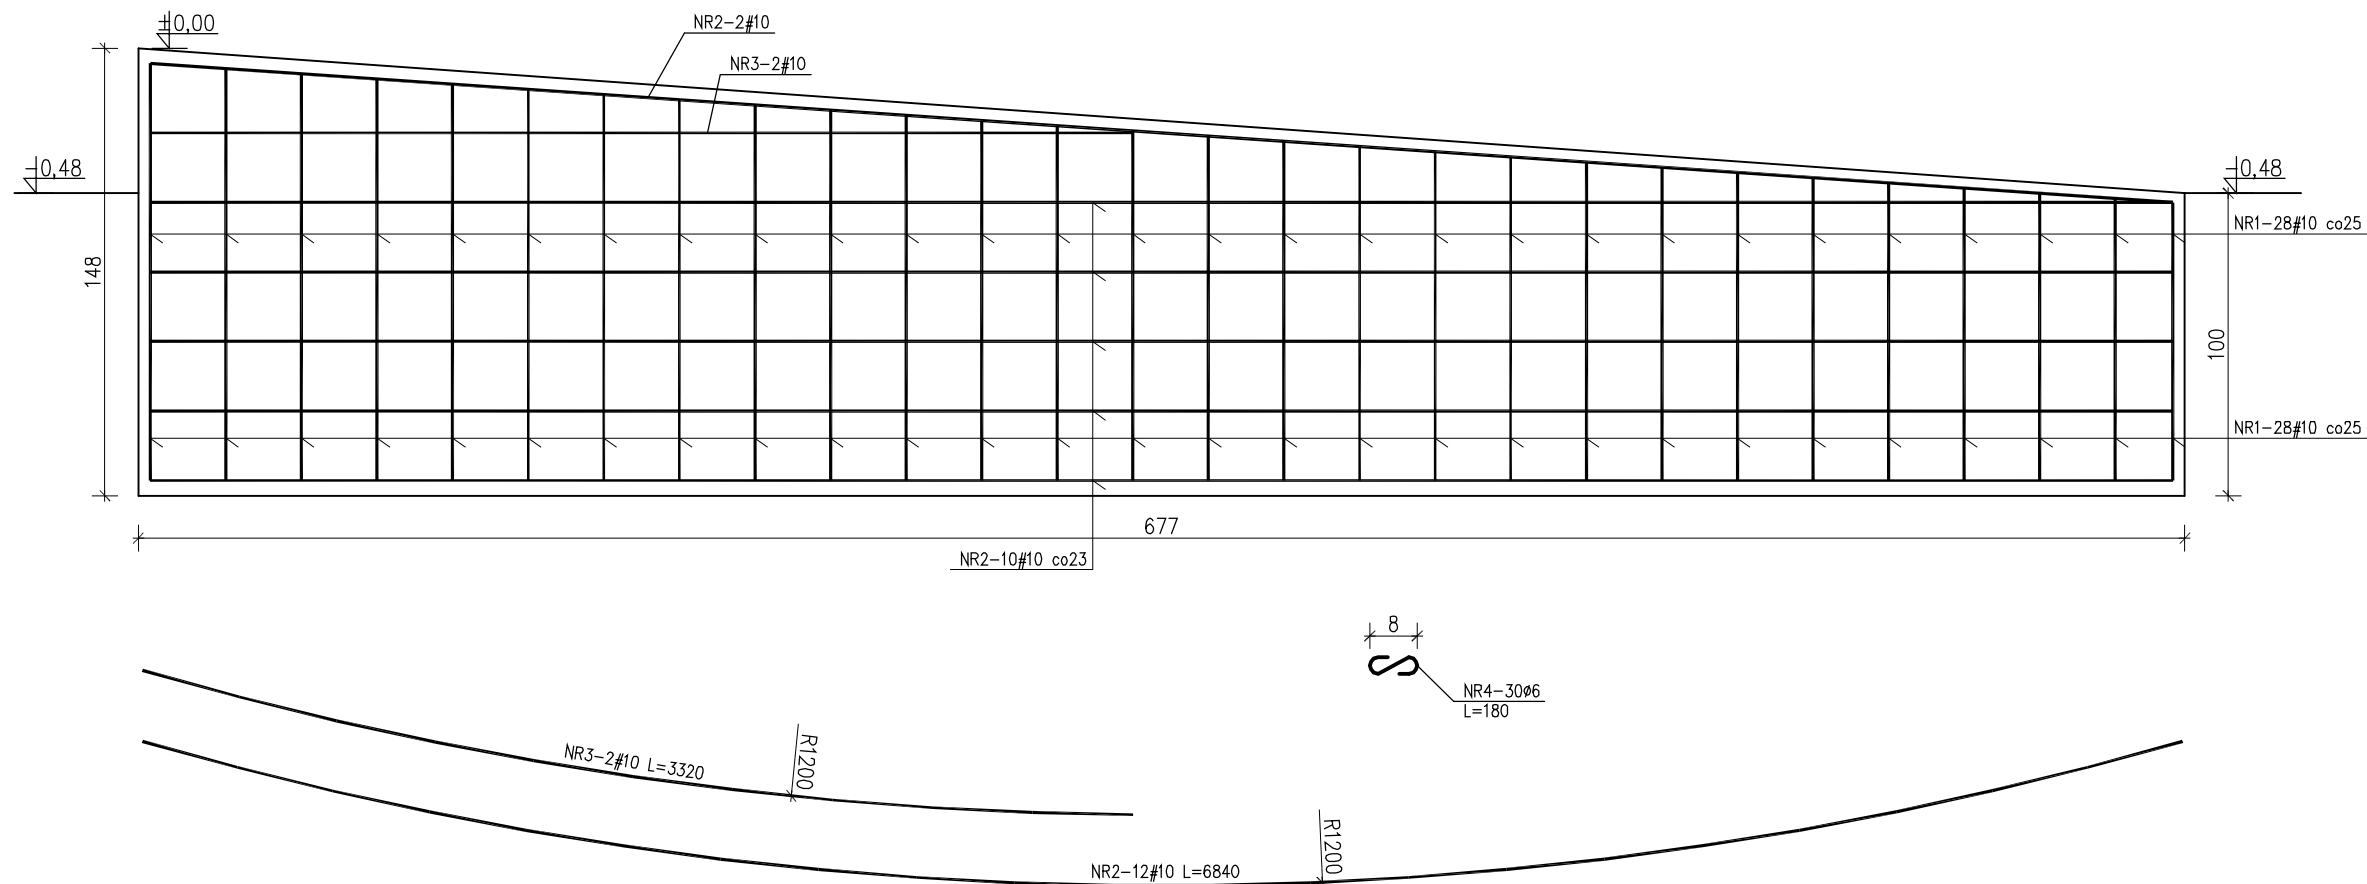 ±0,00
NR2-2#10
NR3-2#10
-0,48
-0,48
NR1-28#10 co25
148
100
NR1-28#10 co25
677
NR2-10#10 co23
8
NR4-30ø6
L=180
NR3-2#10 L=3320
R1200
R1200
NR2-12#10 L=6840